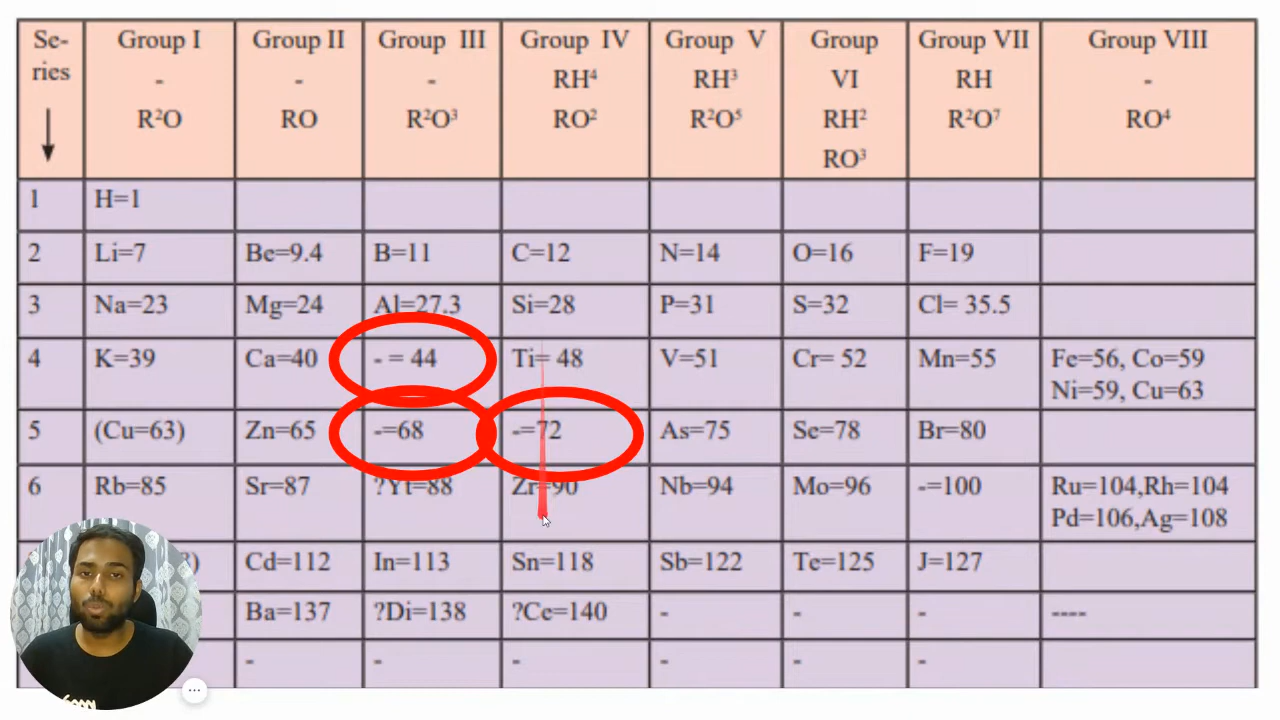 Se- Group I Group II Group III Group IV Group V Group Group VII Group VIII
ries - - - RH⁴ RH³ VI RH -
R²O RO R²O³ RO² R²O⁵ RH² R²O⁷ RO⁴
RO³
1 H=1
2 Li=7 Be=9.4 B=11 C=12 N=14 O=16 F=19
3 Na=23 Mg=24 Al=27.3 Si=28 P=31 S=32 Cl= 35.5
4 K=39 Ca=40 - = 44 Ti= 48 V=51 Cr= 52 Mn=55 Fe=56, Co=59
Ni=59, Cu=63
5 (Cu=63) Zn=65 -=68 -=72 As=75 Se=78 Br=80
6 Rb=85 Sr=87 ?Yt=88 Zr=90 Nb=94 Mo=96 -=100 Ru=104,Rh=104
Pd=106,Ag=108
Cd=112 In=113 Sn=118 Sb=122 Te=125 J=127
Ba=137 ?Di=138 ?Ce=140 - - - ----
- - - - - -